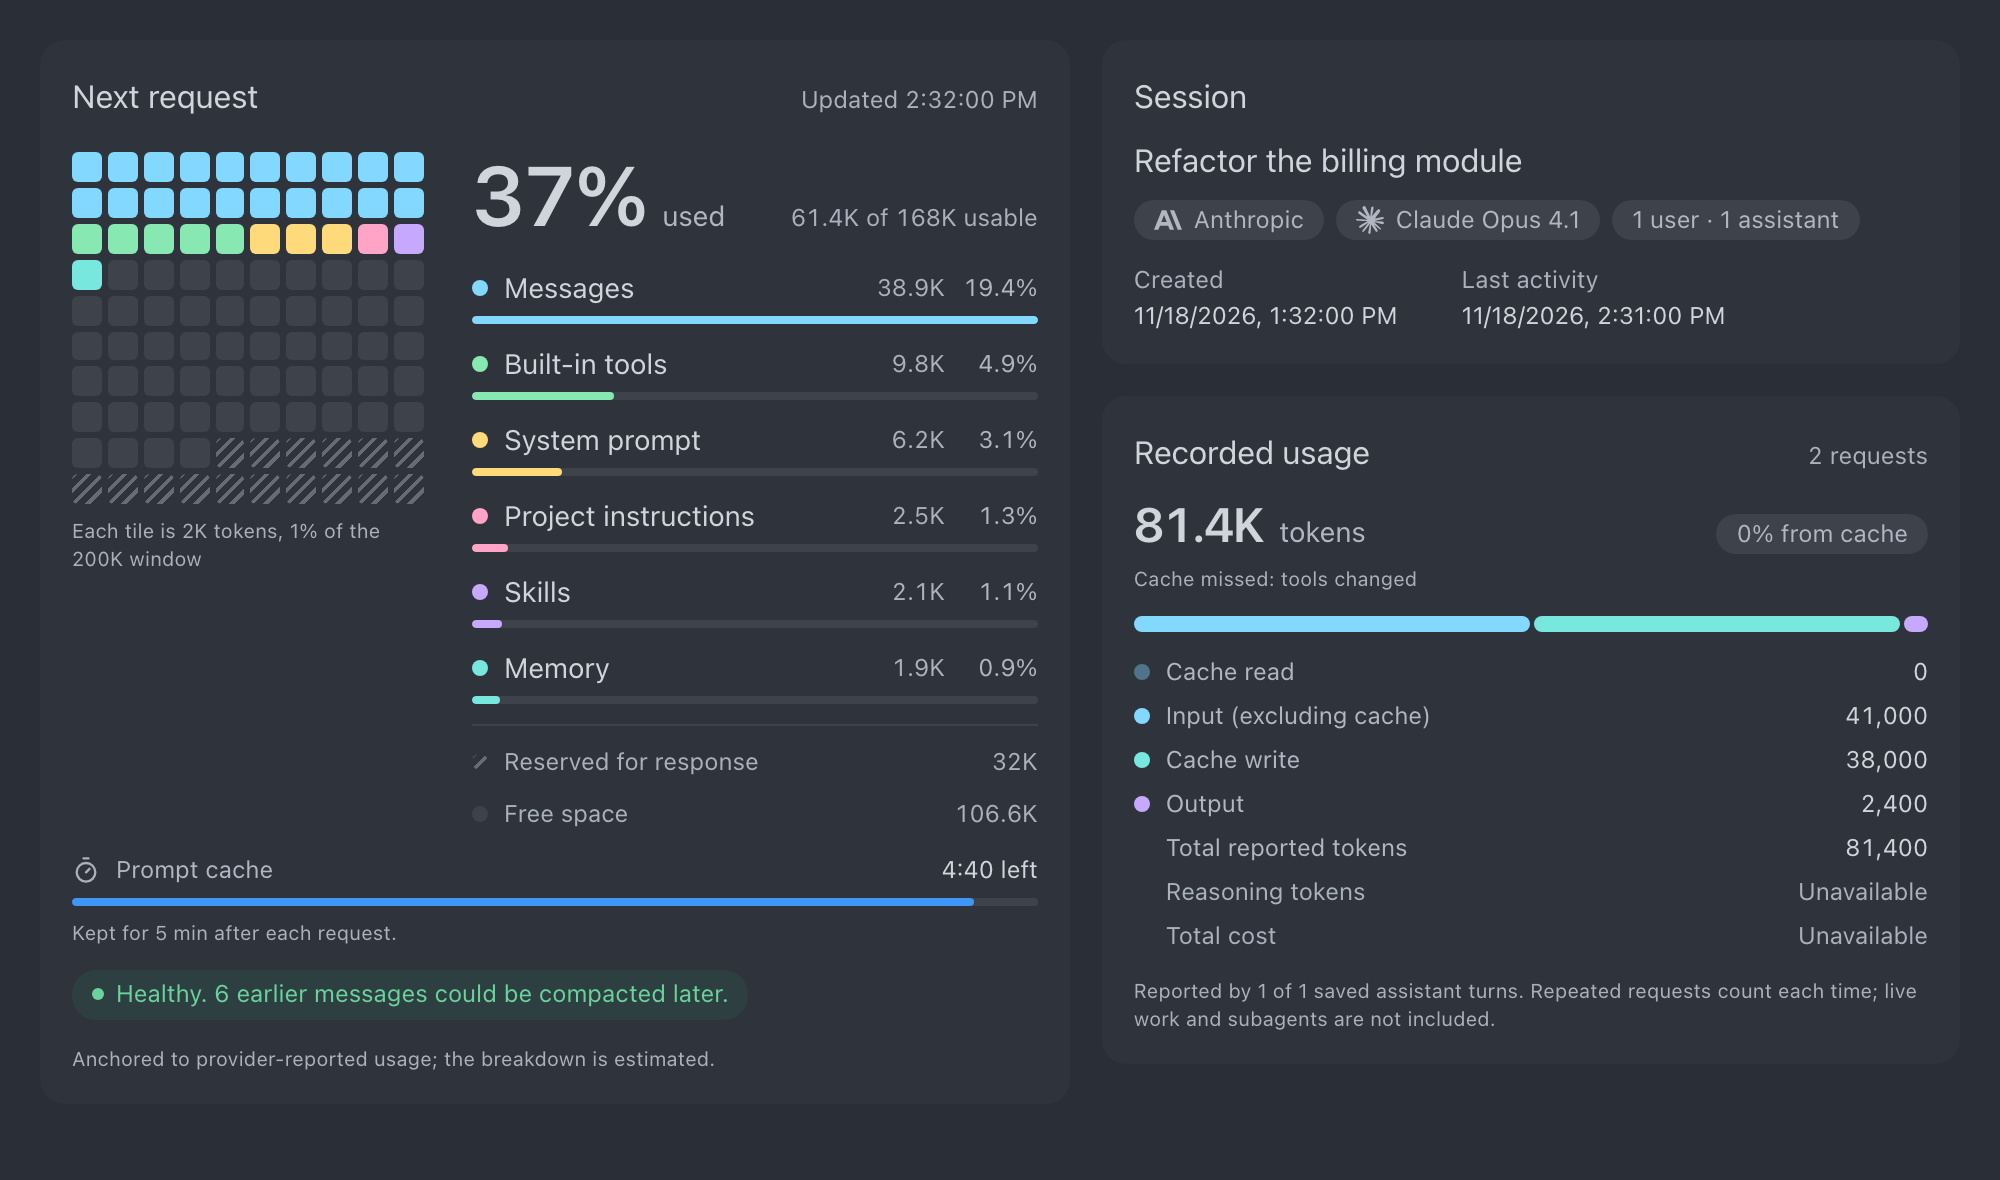 Next request
Updated 2:32:00 PM
37% used
61.4K of 168K usable
Messages 38.9K 19.4%
Built-in tools 9.8K 4.9%
System prompt 6.2K 3.1%
Project instructions 2.5K 1.3%
Skills 2.1K 1.1%
Memory 1.9K 0.9%
Reserved for response 32K
Free space 106.6K
Each tile is 2K tokens, 1% of the
200K window
Prompt cache 4:40 left
Kept for 5 min after each request.
Healthy. 6 earlier messages could be compacted later.
Anchored to provider-reported usage; the breakdown is estimated.
Session
Refactor the billing module
Anthropic
Claude Opus 4.1
1 user · 1 assistant
Created
11/18/2026, 1:32:00 PM
Last activity
11/18/2026, 2:31:00 PM
Recorded usage
2 requests
81.4K tokens
0% from cache
Cache missed: tools changed
Cache read 0
Input (excluding cache) 41,000
Cache write 38,000
Output 2,400
Total reported tokens 81,400
Reasoning tokens Unavailable
Total cost Unavailable
Reported by 1 of 1 saved assistant turns. Repeated requests count each time; live
work and subagents are not included.